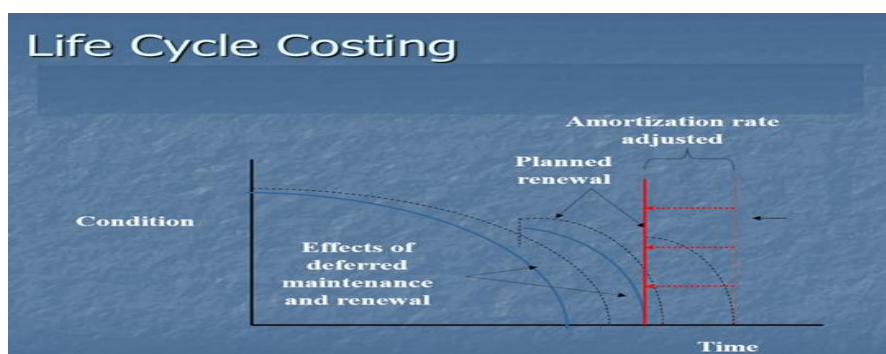 Life Cycle Costing
Amortization rate
adjusted
Planned
renewal
Condition
Effects of
deferred
maintenance
and renewal
Time